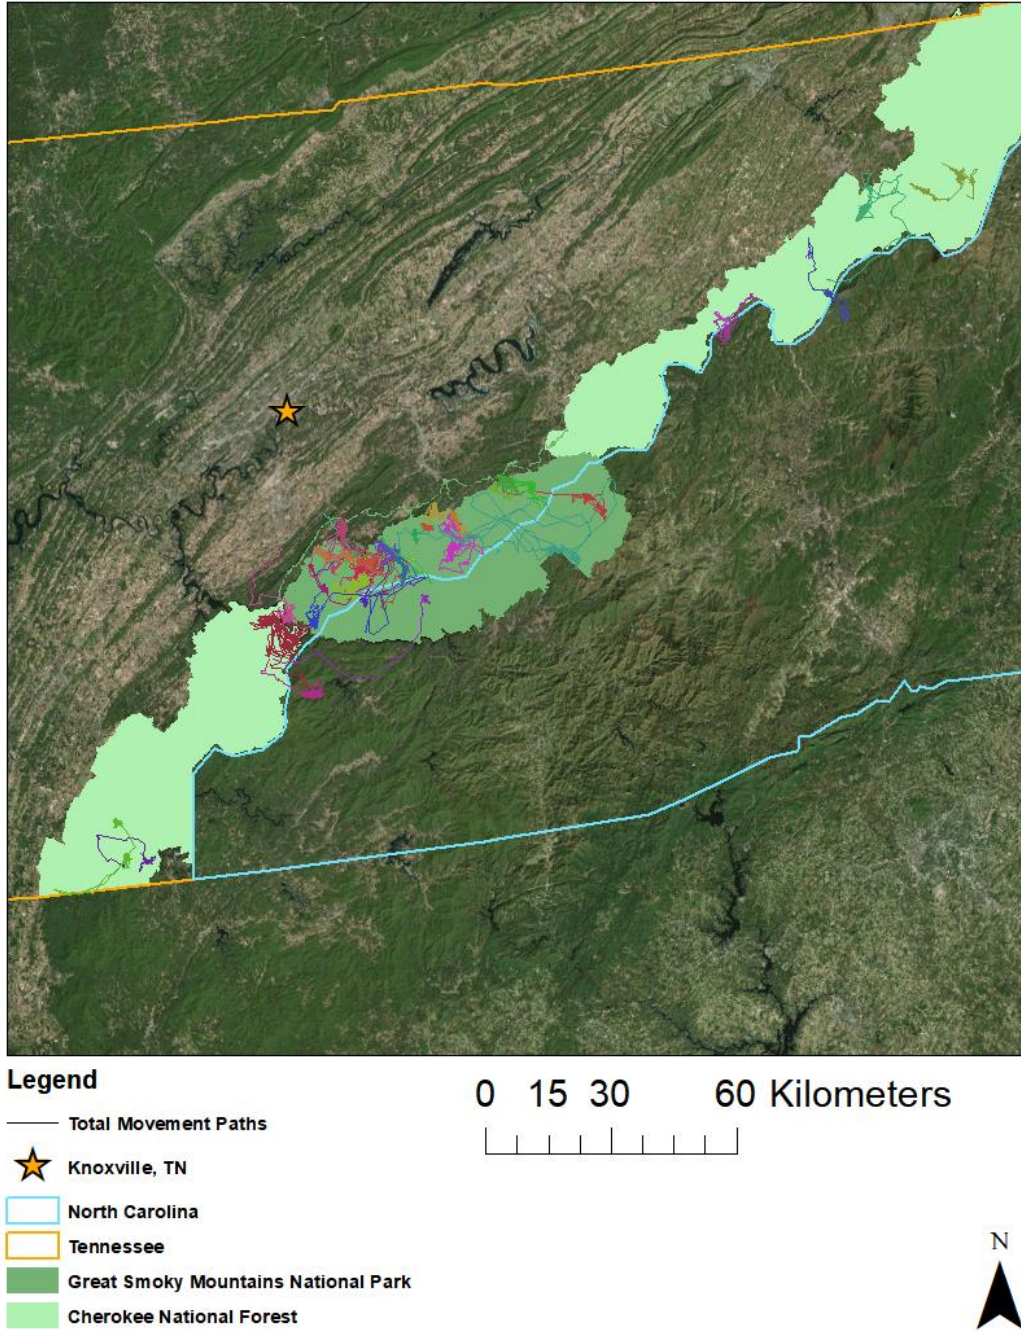 Legend
Total Movement Paths
Knoxville, TN
North Carolina
Tennessee
Great Smoky Mountains National Park
Cherokee National Forest
0 15 30 60 Kilometers
N